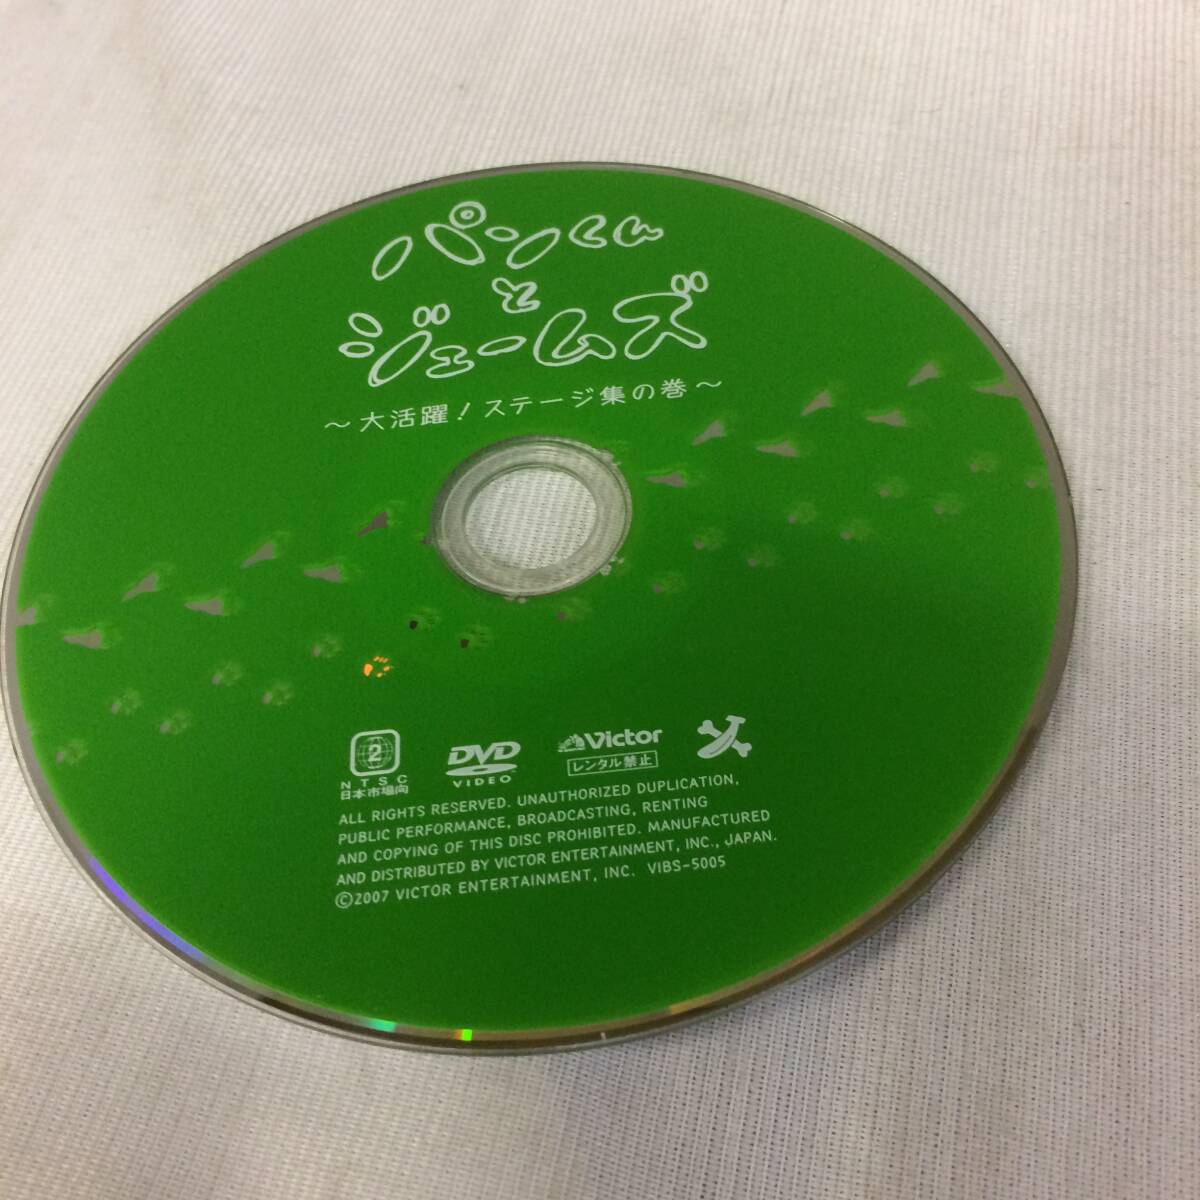 パンくん
と
ジェームズ
～大活躍！ステージ集の巻～
2
NTSC
日本市場向
DVD
VIDEO
Victor
レンタル禁止
ALL RIGHTS RESERVED. UNAUTHORIZED DUPLICATION,
PUBLIC PERFORMANCE, BROADCASTING, RENTING
AND COPYING OF THIS DISC PROHIBITED. MANUFACTURED
AND DISTRIBUTED BY VICTOR ENTERTAINMENT, INC., JAPAN.
©2007 VICTOR ENTERTAINMENT, INC. VIBS-5005